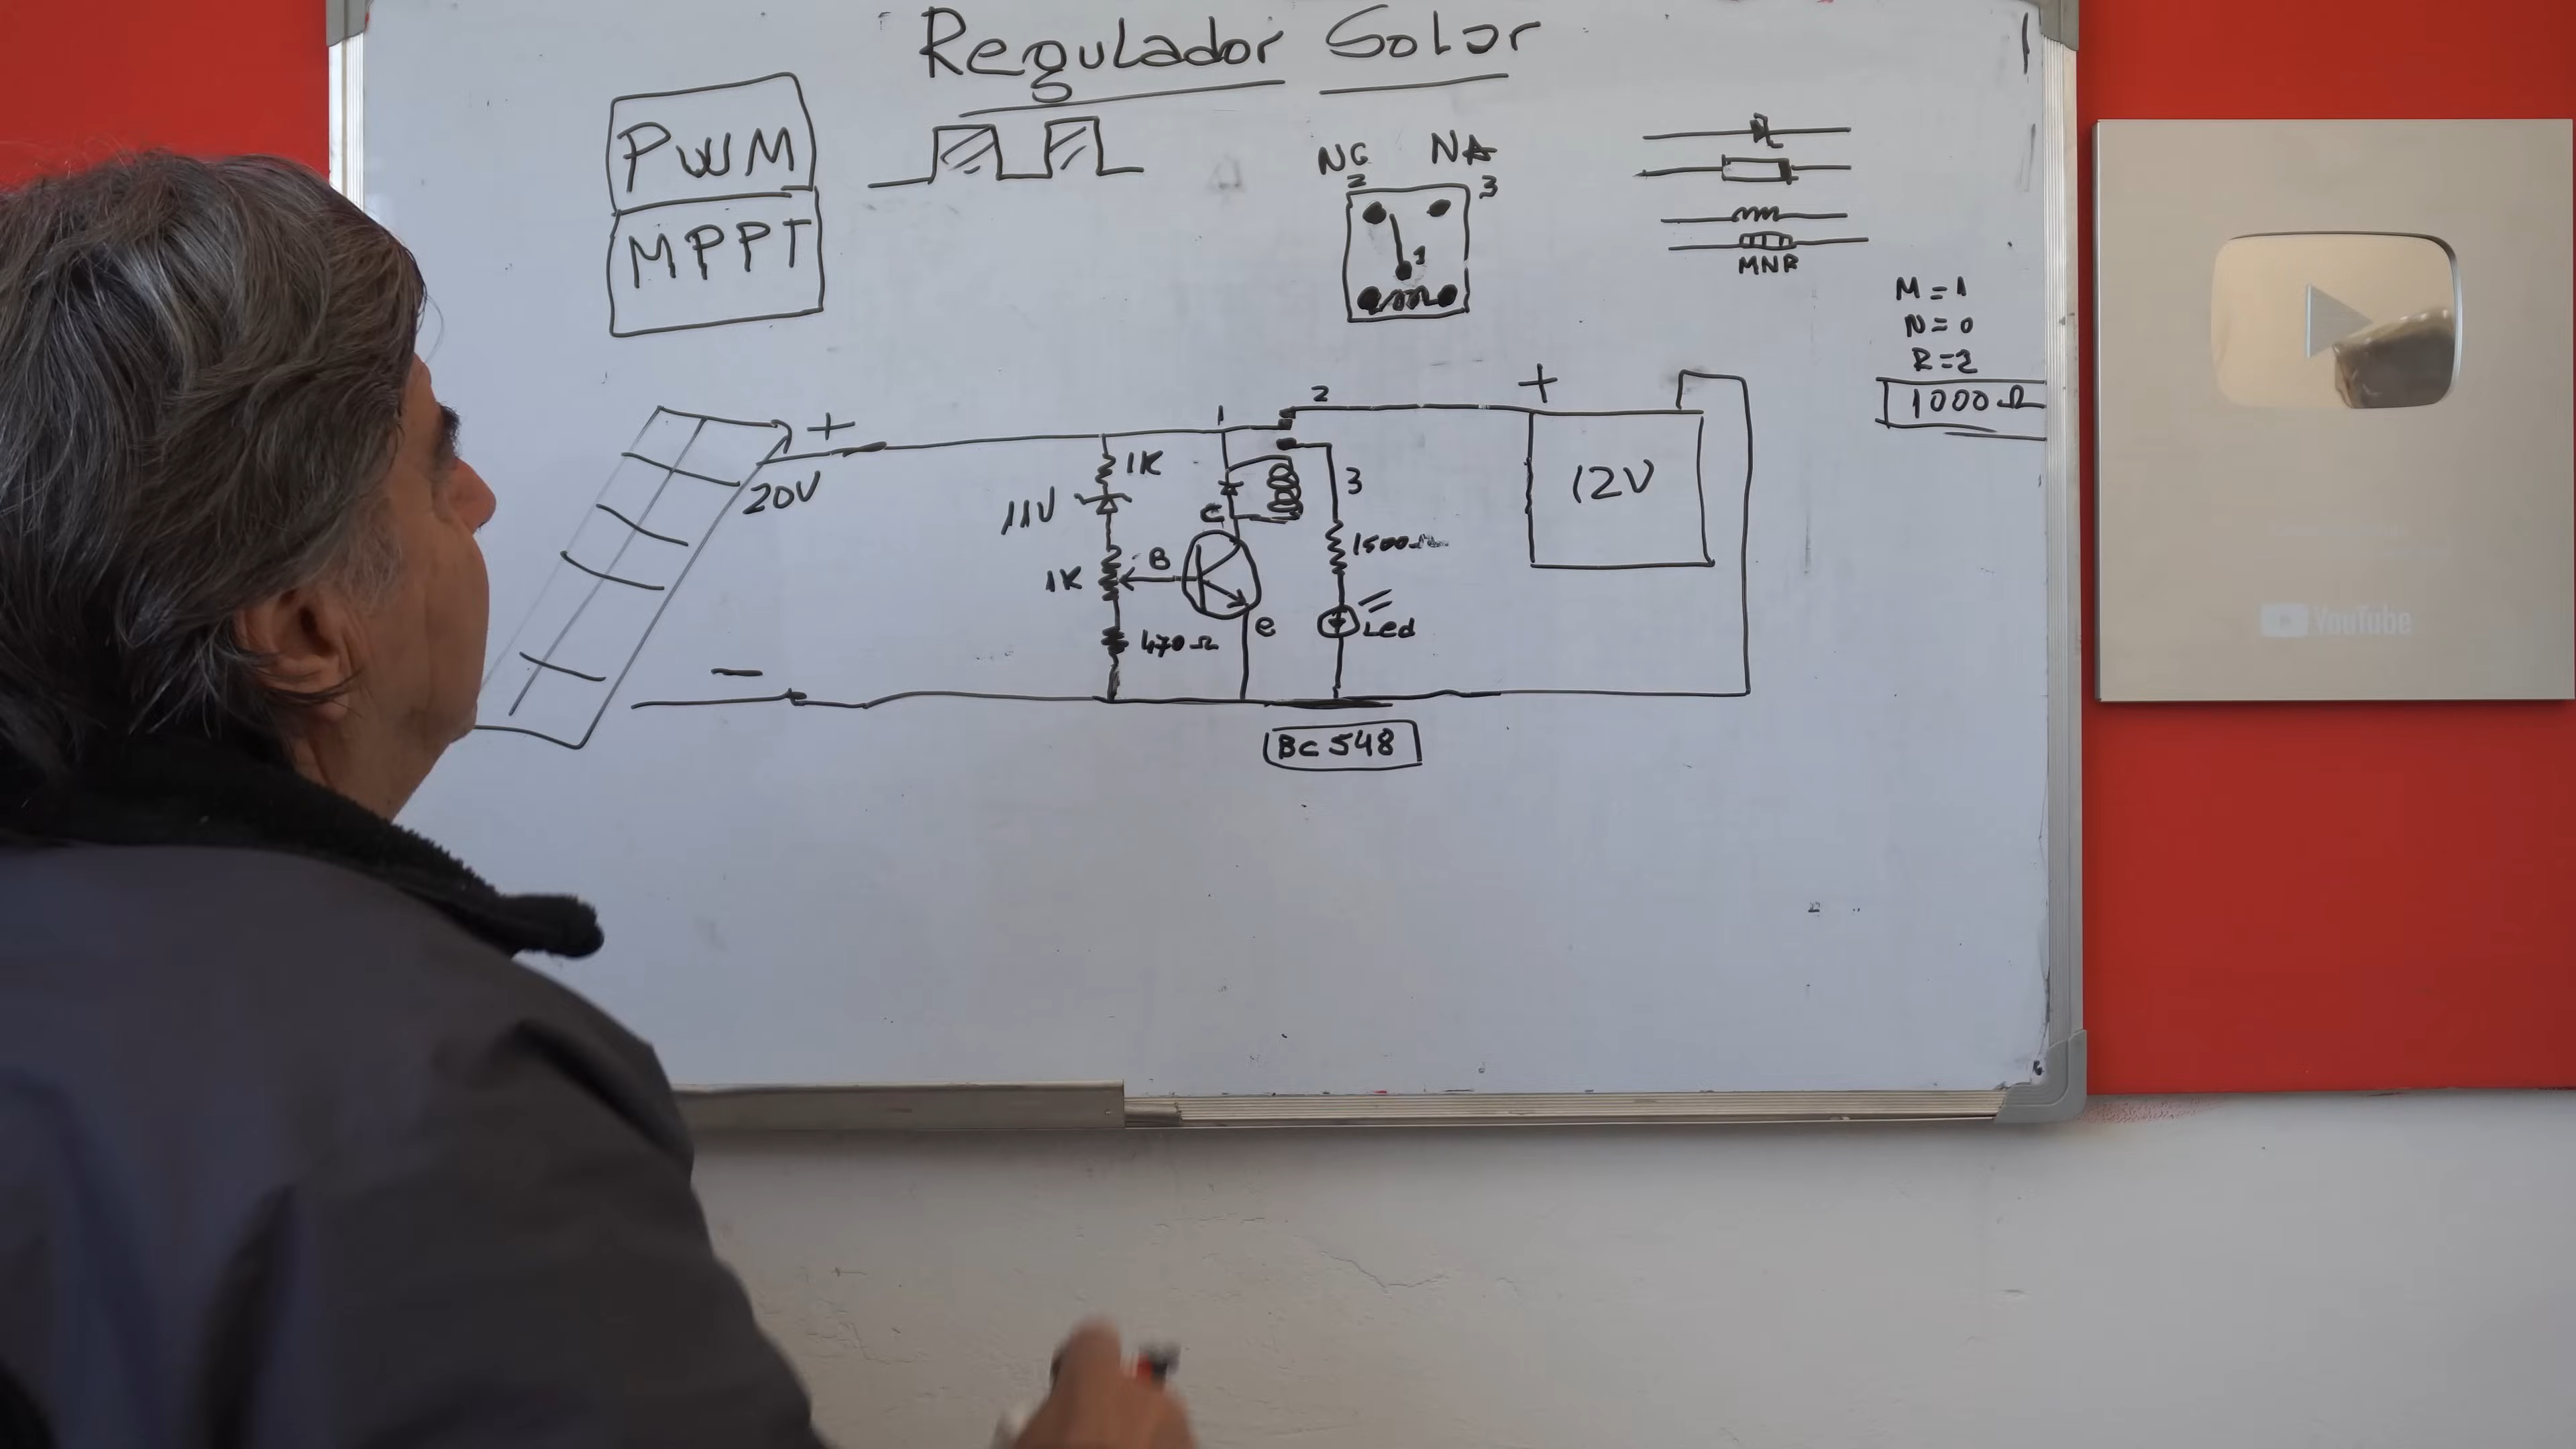 Regulador Solar
PWM
MPPT
NC NA
2 3
1
MNR
M = 1
N = 0
R = 2
1000 Ω
+
20V
1 2
+
1K
11V
3
12V
C
B
1K
1500 Ω
e
Led
470 Ω
−
BC 548
YouTube